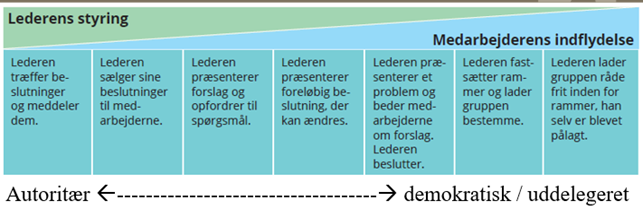 Lederens styring
Medarbejderens indflydelse
Lederen
træffer be-
slutninger
og meddeler
dem.
Lederen
sælger sine
beslutninger
til med-
arbejderne.
Lederen
præsenterer
forslag og
opfordrer til
spørgsmål.
Lederen
præsenterer
foreløbig be-
slutning, der
kan ændres.
Lederen præ-
senterer et
problem og
beder med-
arbejderne
om forslag.
Lederen
beslutter.
Lederen fast-
sætter ram-
mer og lader
gruppen
bestemme.
Lederen lader
gruppen råde
frit inden for
rammer, han
selv er blevet
pålagt.
Autoritær ←--------------------------------→ demokratisk / uddelegeret